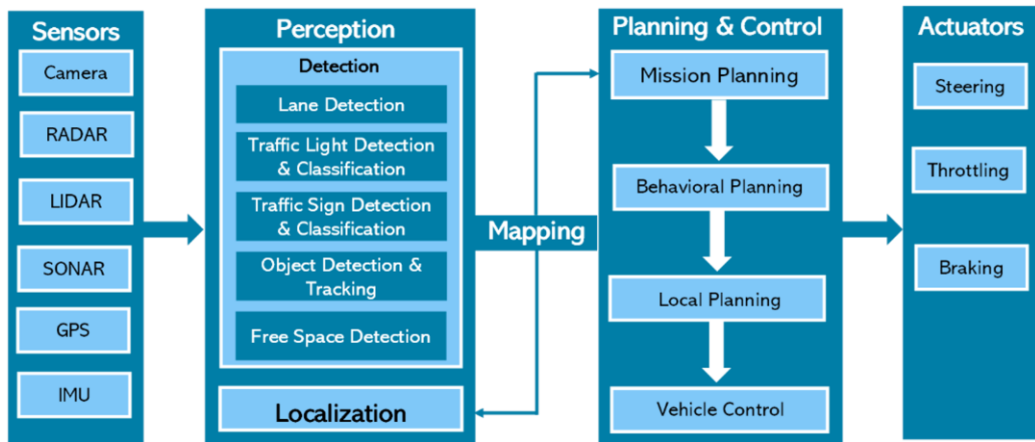 Sensors
Camera
RADAR
LIDAR
SONAR
GPS
IMU
Perception
Detection
Lane Detection
Traffic Light Detection
& Classification
Traffic Sign Detection
& Classification
Object Detection &
Tracking
Free Space Detection
Localization
Mapping
Planning & Control
Mission Planning
Behavioral Planning
Local Planning
Vehicle Control
Actuators
Steering
Throttling
Braking